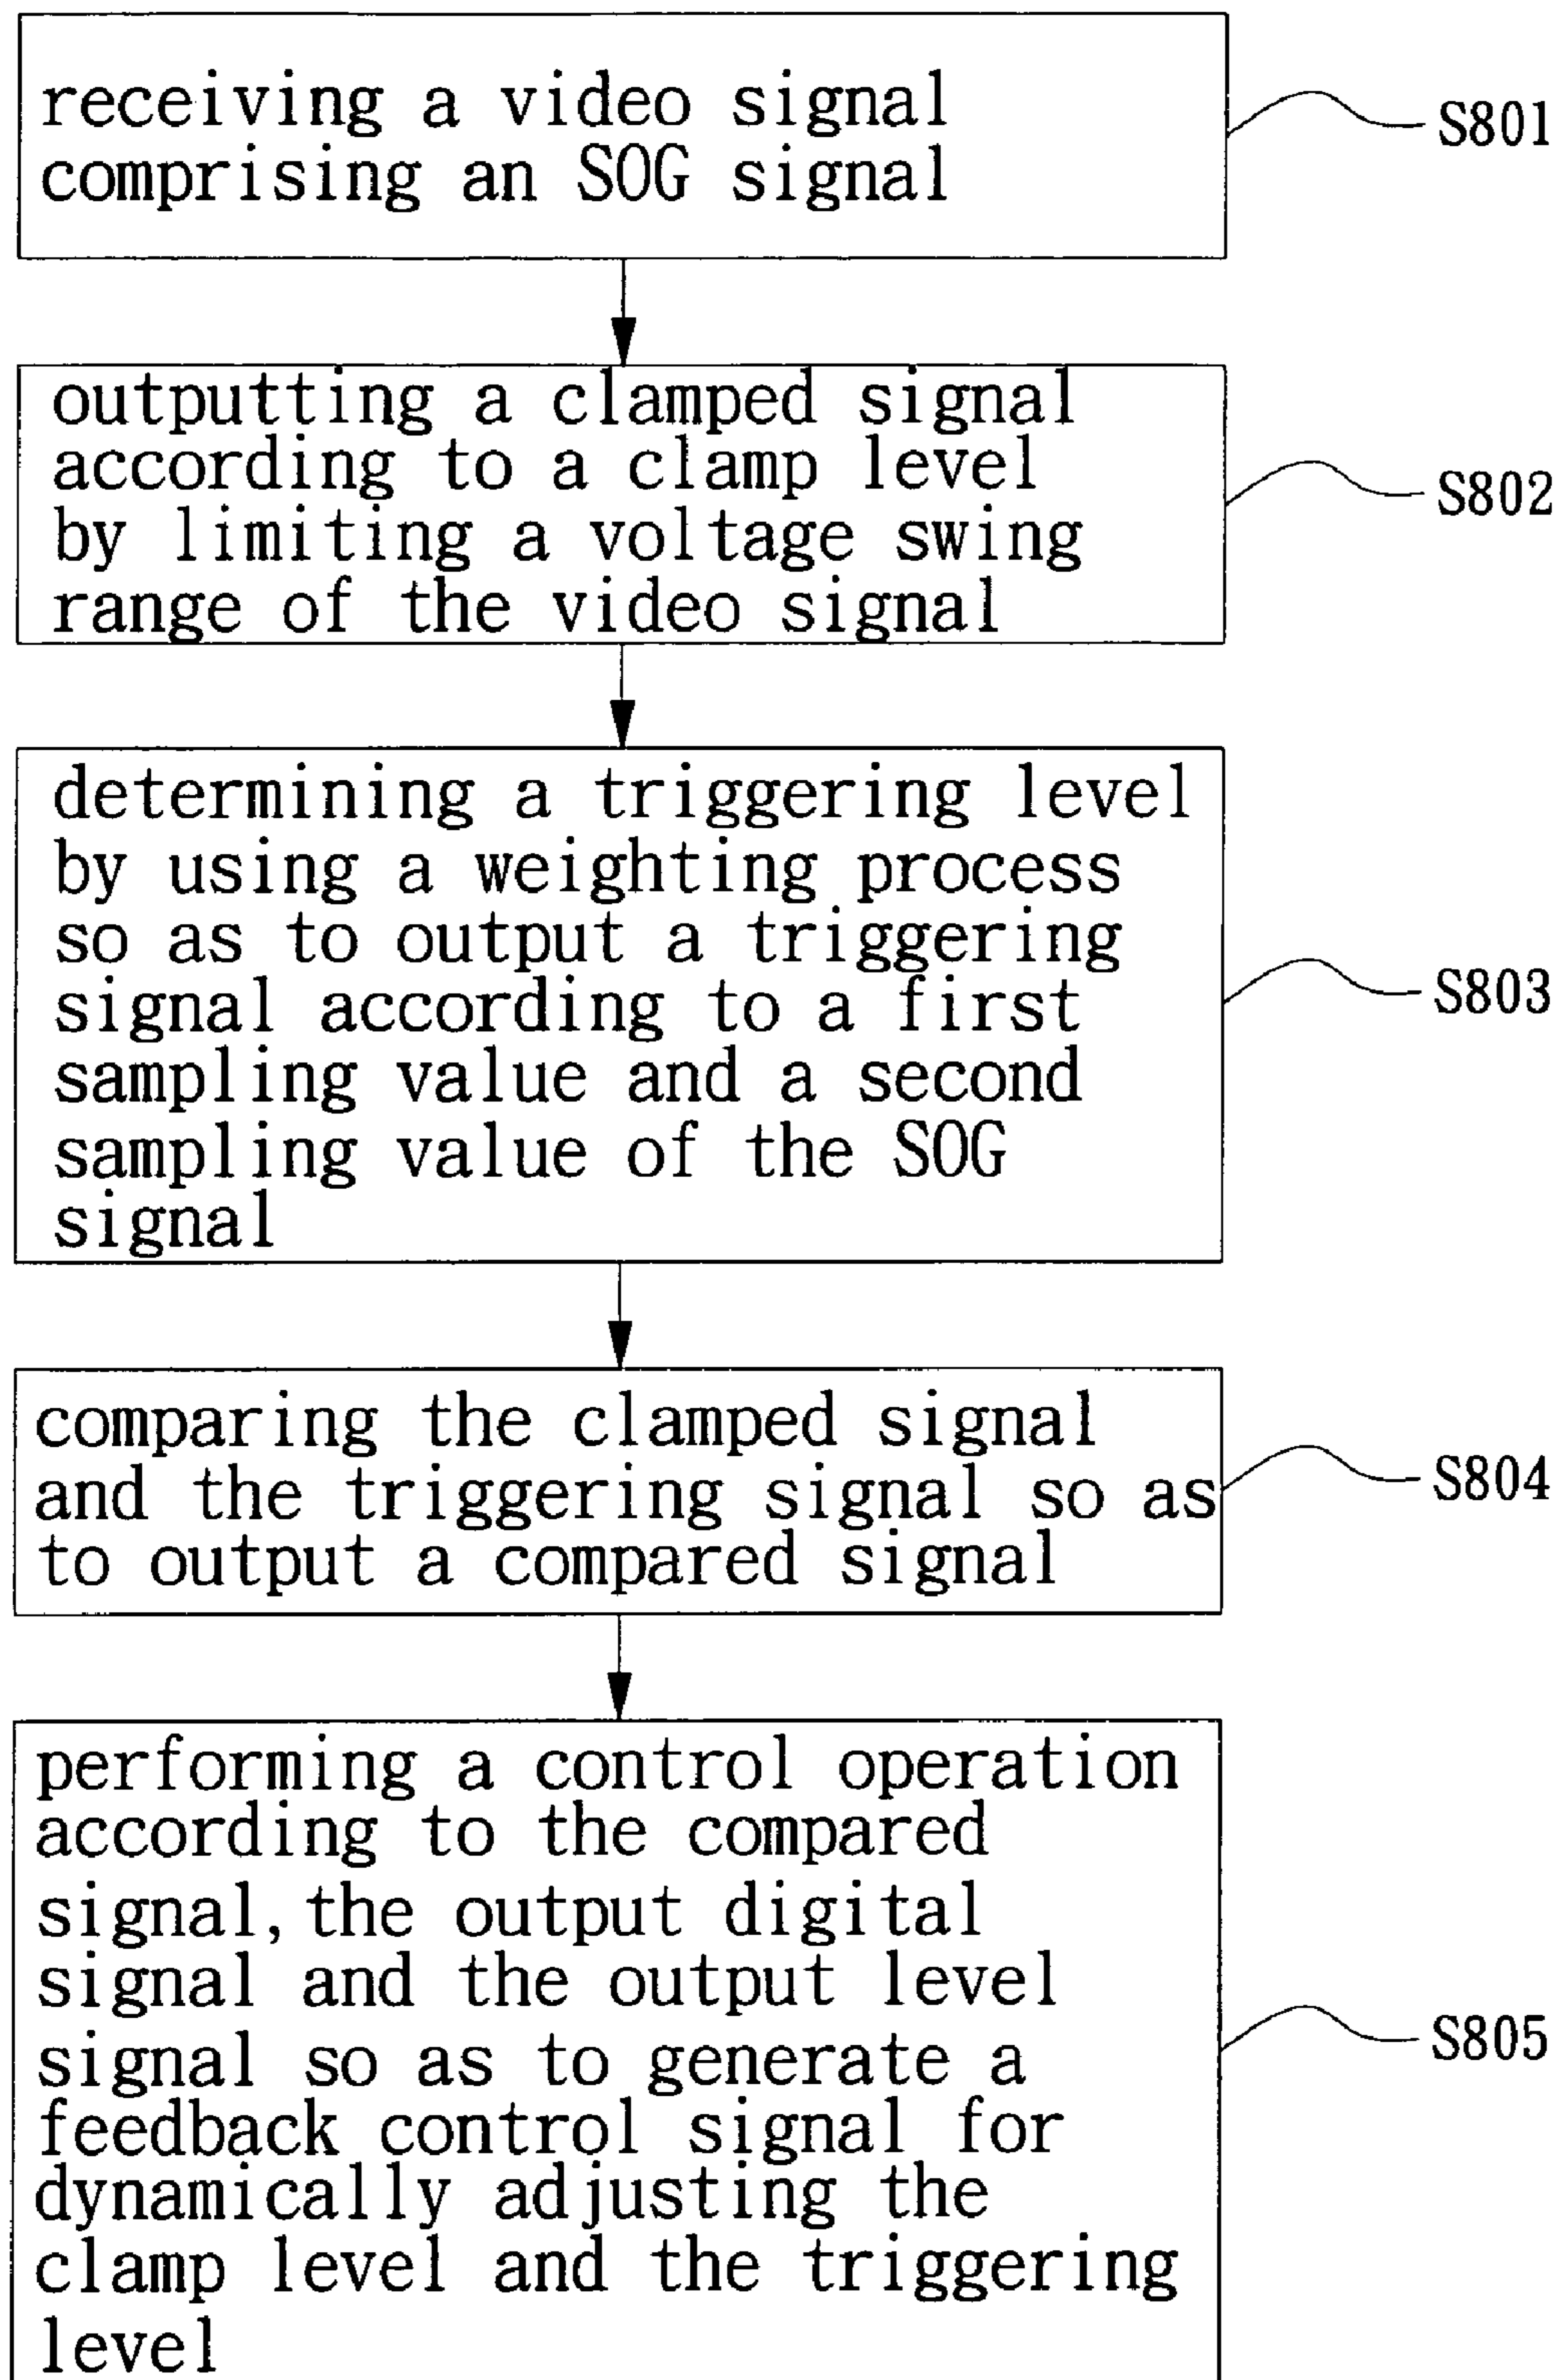 receiving a video signal
comprising an SOG signal
S801
outputting a clamped signal
according to a clamp level
by limiting a voltage swing
range of the video signal
S802
determining a triggering level
by using a weighting process
so as to output a triggering
signal according to a first
sampling value and a second
sampling value of the SOG
signal
S803
comparing the clamped signal
and the triggering signal so as
to output a compared signal
S804
performing a control operation
according to the compared
signal, the output digital
signal and the output level
signal so as to generate a
feedback control signal for
dynamically adjusting the
clamp level and the triggering
level
S805